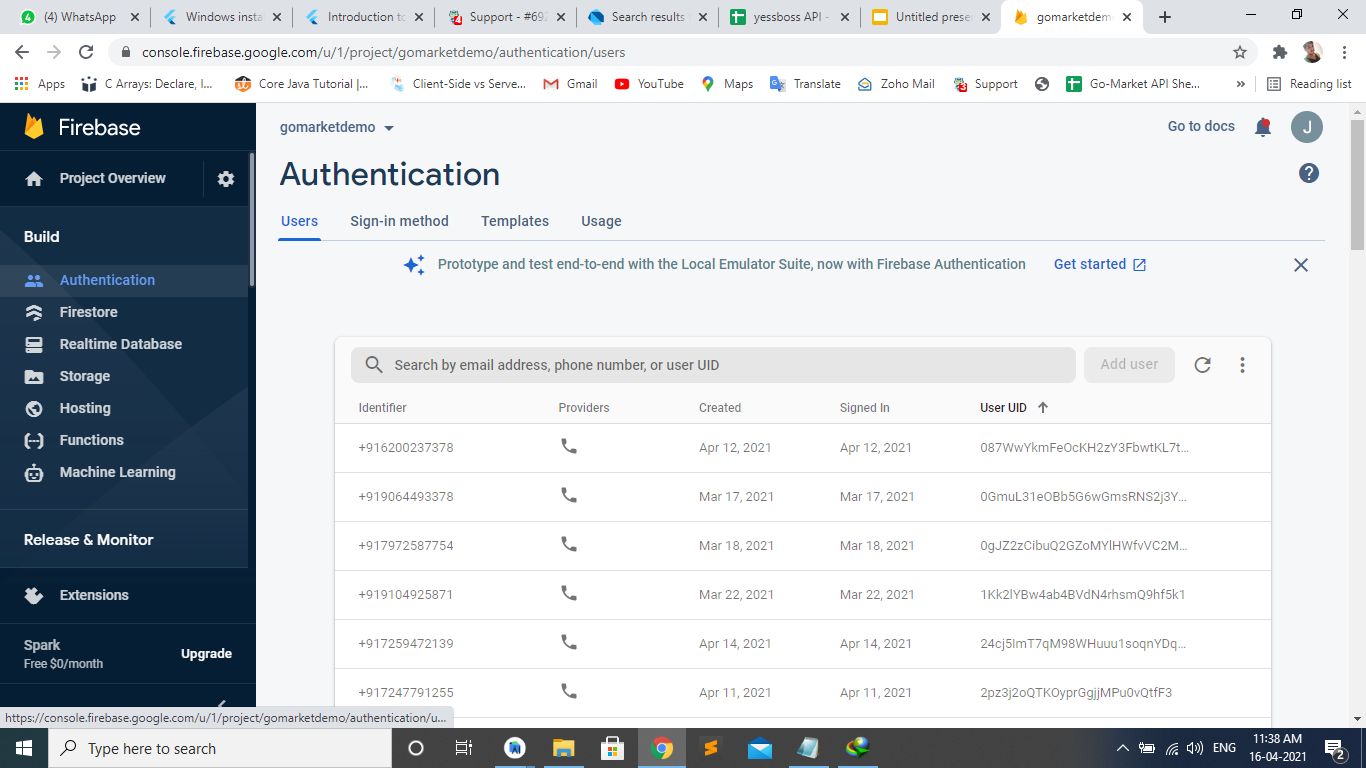 (4) WhatsApp
Windows insta
Introduction to
Support - #692
Search results
yessboss API -
Untitled prese
gomarketdem
console.firebase.google.com/u/1/project/gomarketdemo/authentication/users
Apps C Arrays: Declare, I... Core Java Tutorial |... Client-Side vs Serve... Gmail YouTube Maps Translate Zoho Mail Support Go-Market API She... » Reading list
Firebase
gomarketdemo
Go to docs
J
Project Overview
Authentication
Users Sign-in method Templates Usage
Build
Prototype and test end-to-end with the Local Emulator Suite, now with Firebase Authentication Get started
Authentication
Firestore
Realtime Database
Storage
Hosting
Functions
Machine Learning
Release & Monitor
Extensions
Spark
Free $0/month
Upgrade
Search by email address, phone number, or user UID
Add user
Identifier Providers Created Signed In User UID
+916200237378 Apr 12, 2021 Apr 12, 2021 087WwYkmFeOcKH2zY3FbwtKL7t...
+919064493378 Mar 17, 2021 Mar 17, 2021 0GmuL31eOBb5G6wGmsRNS2j3Y...
+917972587754 Mar 18, 2021 Mar 18, 2021 0gJZ2zCibuQ2GZoMYlHWfvVC2M...
+919104925871 Mar 22, 2021 Mar 22, 2021 1Kk2lYBw4ab4BVdN4rhsmQ9hf5k1
+917259472139 Apr 14, 2021 Apr 14, 2021 24cj5ImT7qM98WHuuu1soqnYDq...
+917247791255 Apr 11, 2021 Apr 11, 2021 2pz3j2oQTKOyprGgjjMPu0vQtfF3
https://console.firebase.google.com/u/1/project/gomarketdemo/authentication/u...
Type here to search
ENG
11:38 AM
16-04-2021
2